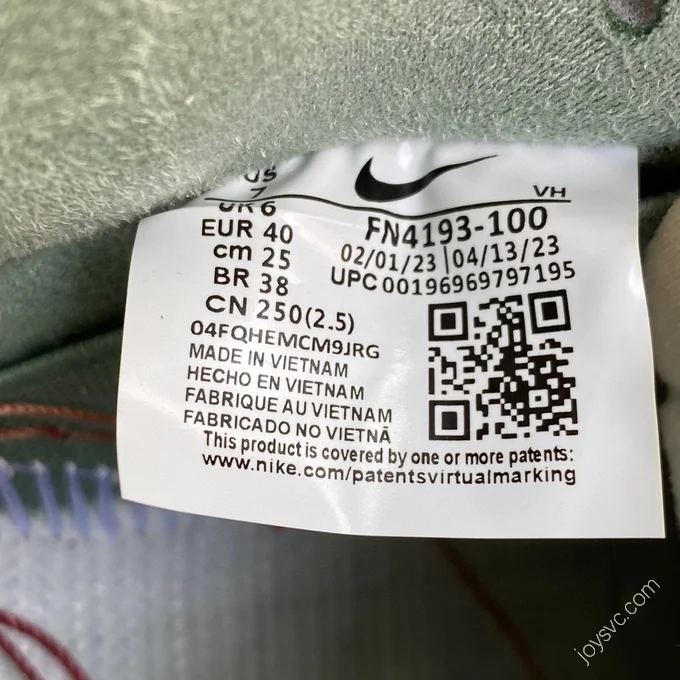 US
7
UK 6
EUR 40
cm 25
BR 38
CN 250(2.5)
04FQHEMCM9JRG
MADE IN VIETNAM
HECHO EN VIETNAM
FABRIQUE AU VIETNAM
FABRICADO NO VIETNÃ
VH
FN4193-100
02/01/23 | 04/13/23
UPC 00196969797195
This product is covered by one or more patents:
www.nike.com/patentsvirtualmarking
joysvc.com